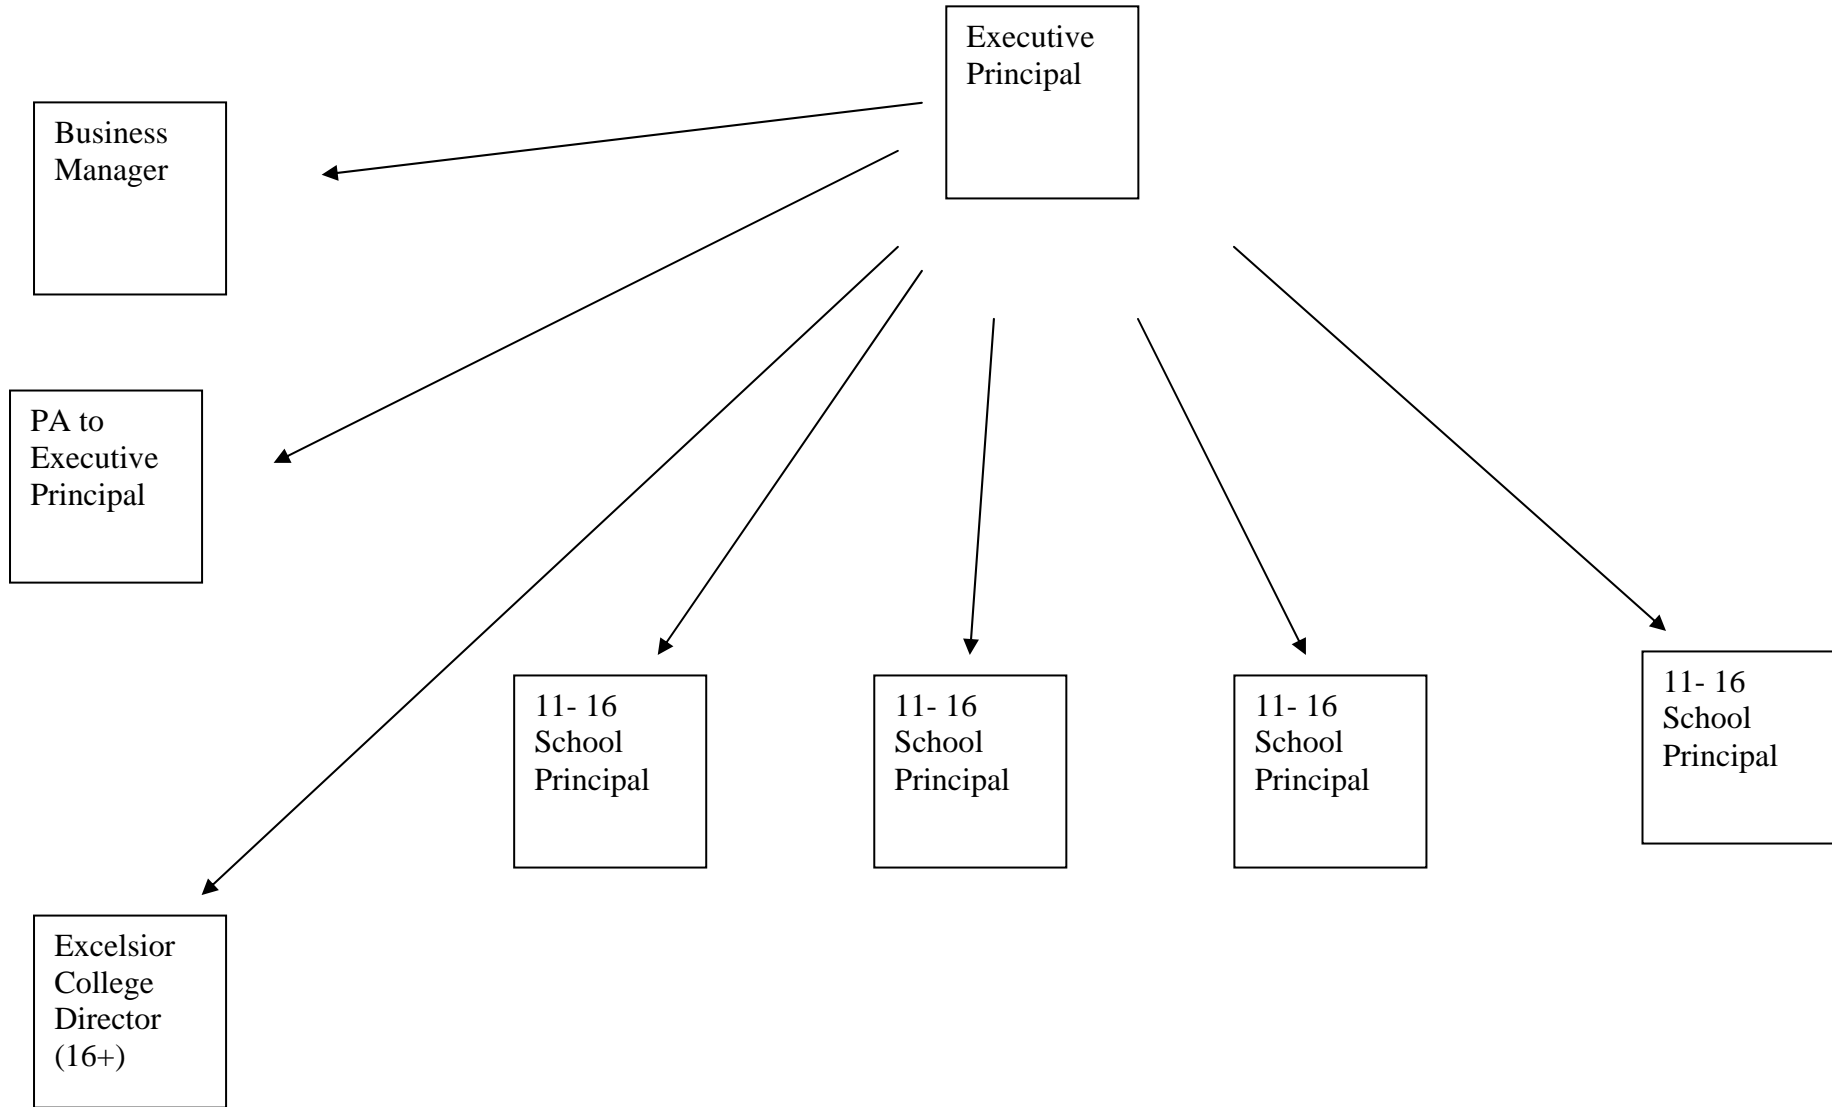 Executive
Principal
Business
Manager
PA to
Executive
Principal
11- 16
School
Principal
11- 16
School
Principal
11- 16
School
Principal
11- 16
School
Principal
Excelsior
College
Director
(16+)